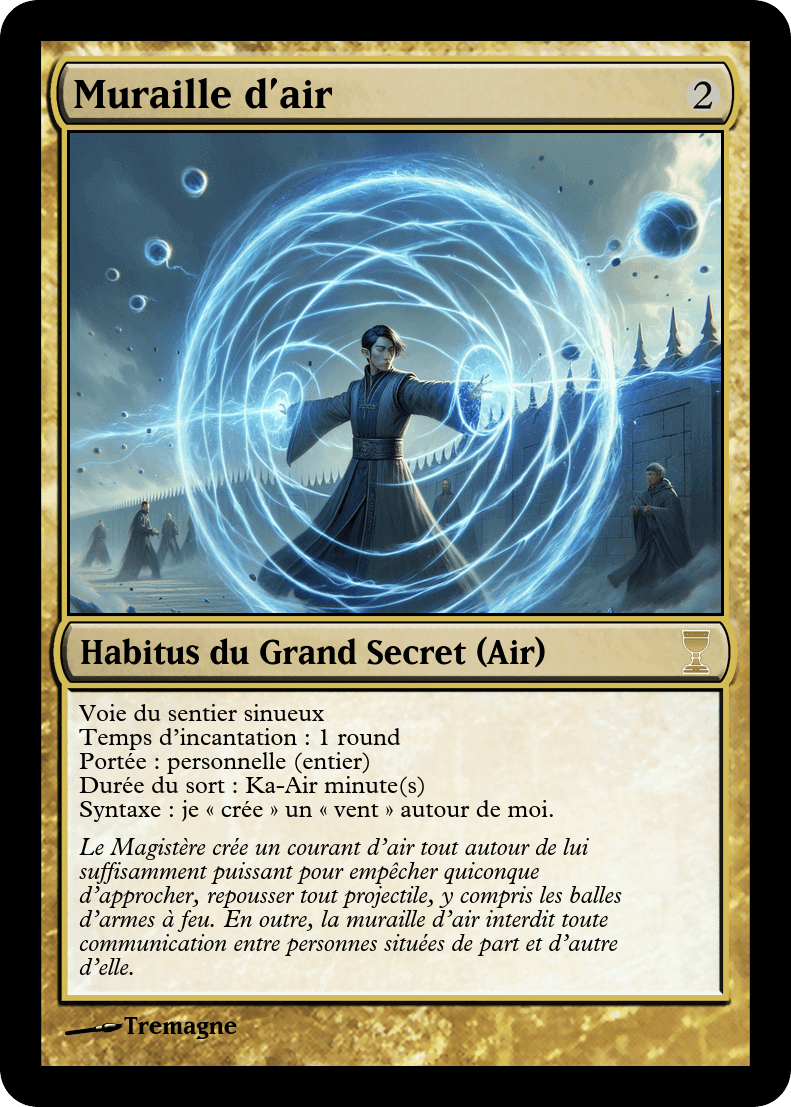 Muraille d'air
2
Habitus du Grand Secret (Air)
Voie du sentier sinueux
Temps d'incantation : 1 round
Portée : personnelle (entier)
Durée du sort : Ka-Air minute(s)
Syntaxe : je « crée » un « vent » autour de moi.
Le Magistère crée un courant d'air tout autour de lui
suffisamment puissant pour empêcher quiconque
d'approcher, repousser tout projectile, y compris les balles
d'armes à feu. En outre, la muraille d'air interdit toute
communication entre personnes situées de part et d'autre
d'elle.
Tremagne